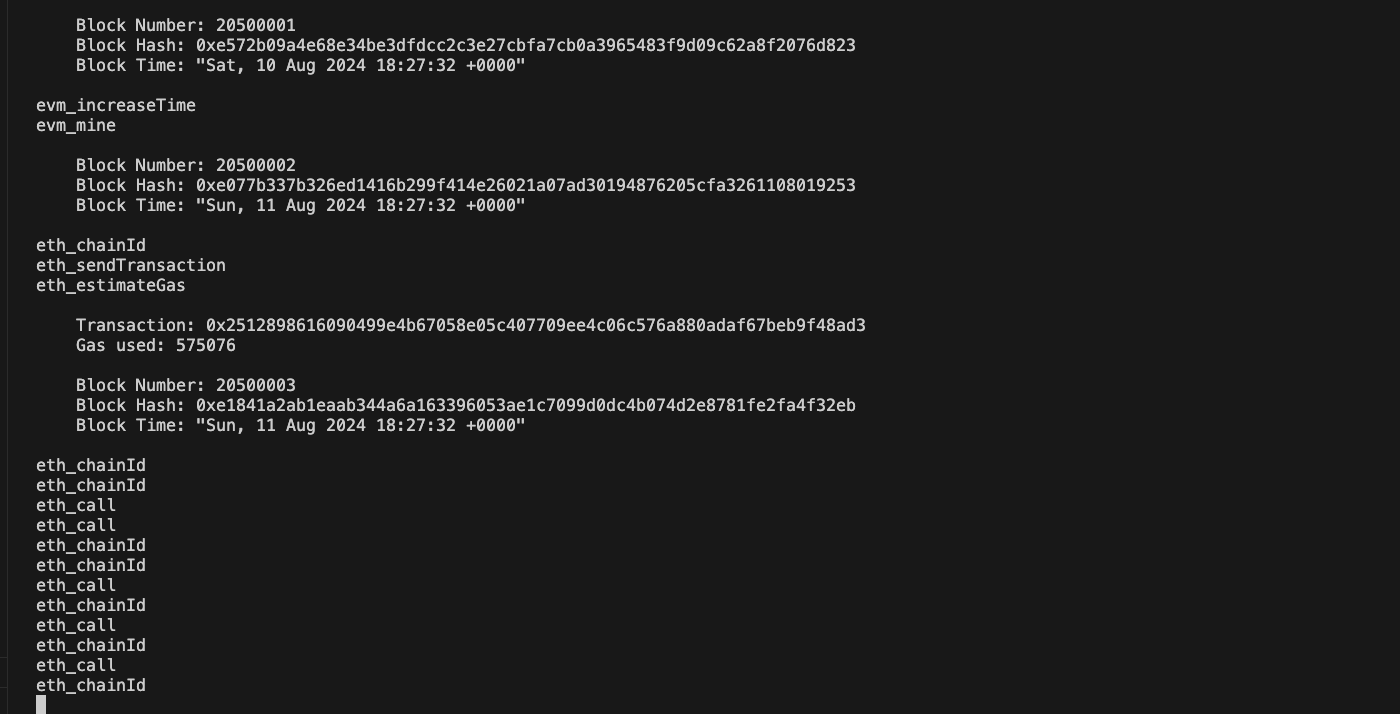 Block Number: 20500001
Block Hash: 0xe572b09a4e68e34be3dfdcc2c3e27cbfa7cb0a3965483f9d09c62a8f2076d823
Block Time: "Sat, 10 Aug 2024 18:27:32 +0000"
evm_increaseTime
evm_mine
Block Number: 20500002
Block Hash: 0xe077b337b326ed1416b299f414e26021a07ad30194876205cfa3261108019253
Block Time: "Sun, 11 Aug 2024 18:27:32 +0000"
eth_chainId
eth_sendTransaction
eth_estimateGas
Transaction: 0x2512898616090499e4b67058e05c407709ee4c06c576a880adaf67beb9f48ad3
Gas used: 575076
Block Number: 20500003
Block Hash: 0xe1841a2ab1eaab344a6a163396053ae1c7099d0dc4b074d2e8781fe2fa4f32eb
Block Time: "Sun, 11 Aug 2024 18:27:32 +0000"
eth_chainId
eth_chainId
eth_call
eth_call
eth_chainId
eth_chainId
eth_call
eth_chainId
eth_call
eth_chainId
eth_call
eth_chainId